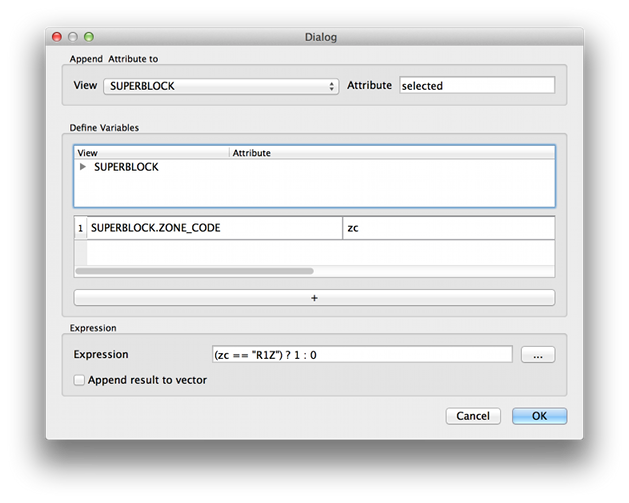 Dialog
Append Attribute to
View SUPERBLOCK Attribute selected
Define Variables
View Attribute
SUPERBLOCK
1 SUPERBLOCK.ZONE_CODE zc
+
Expression
Expression (zc == "R1Z") ? 1 : 0 ...
Append result to vector
Cancel OK